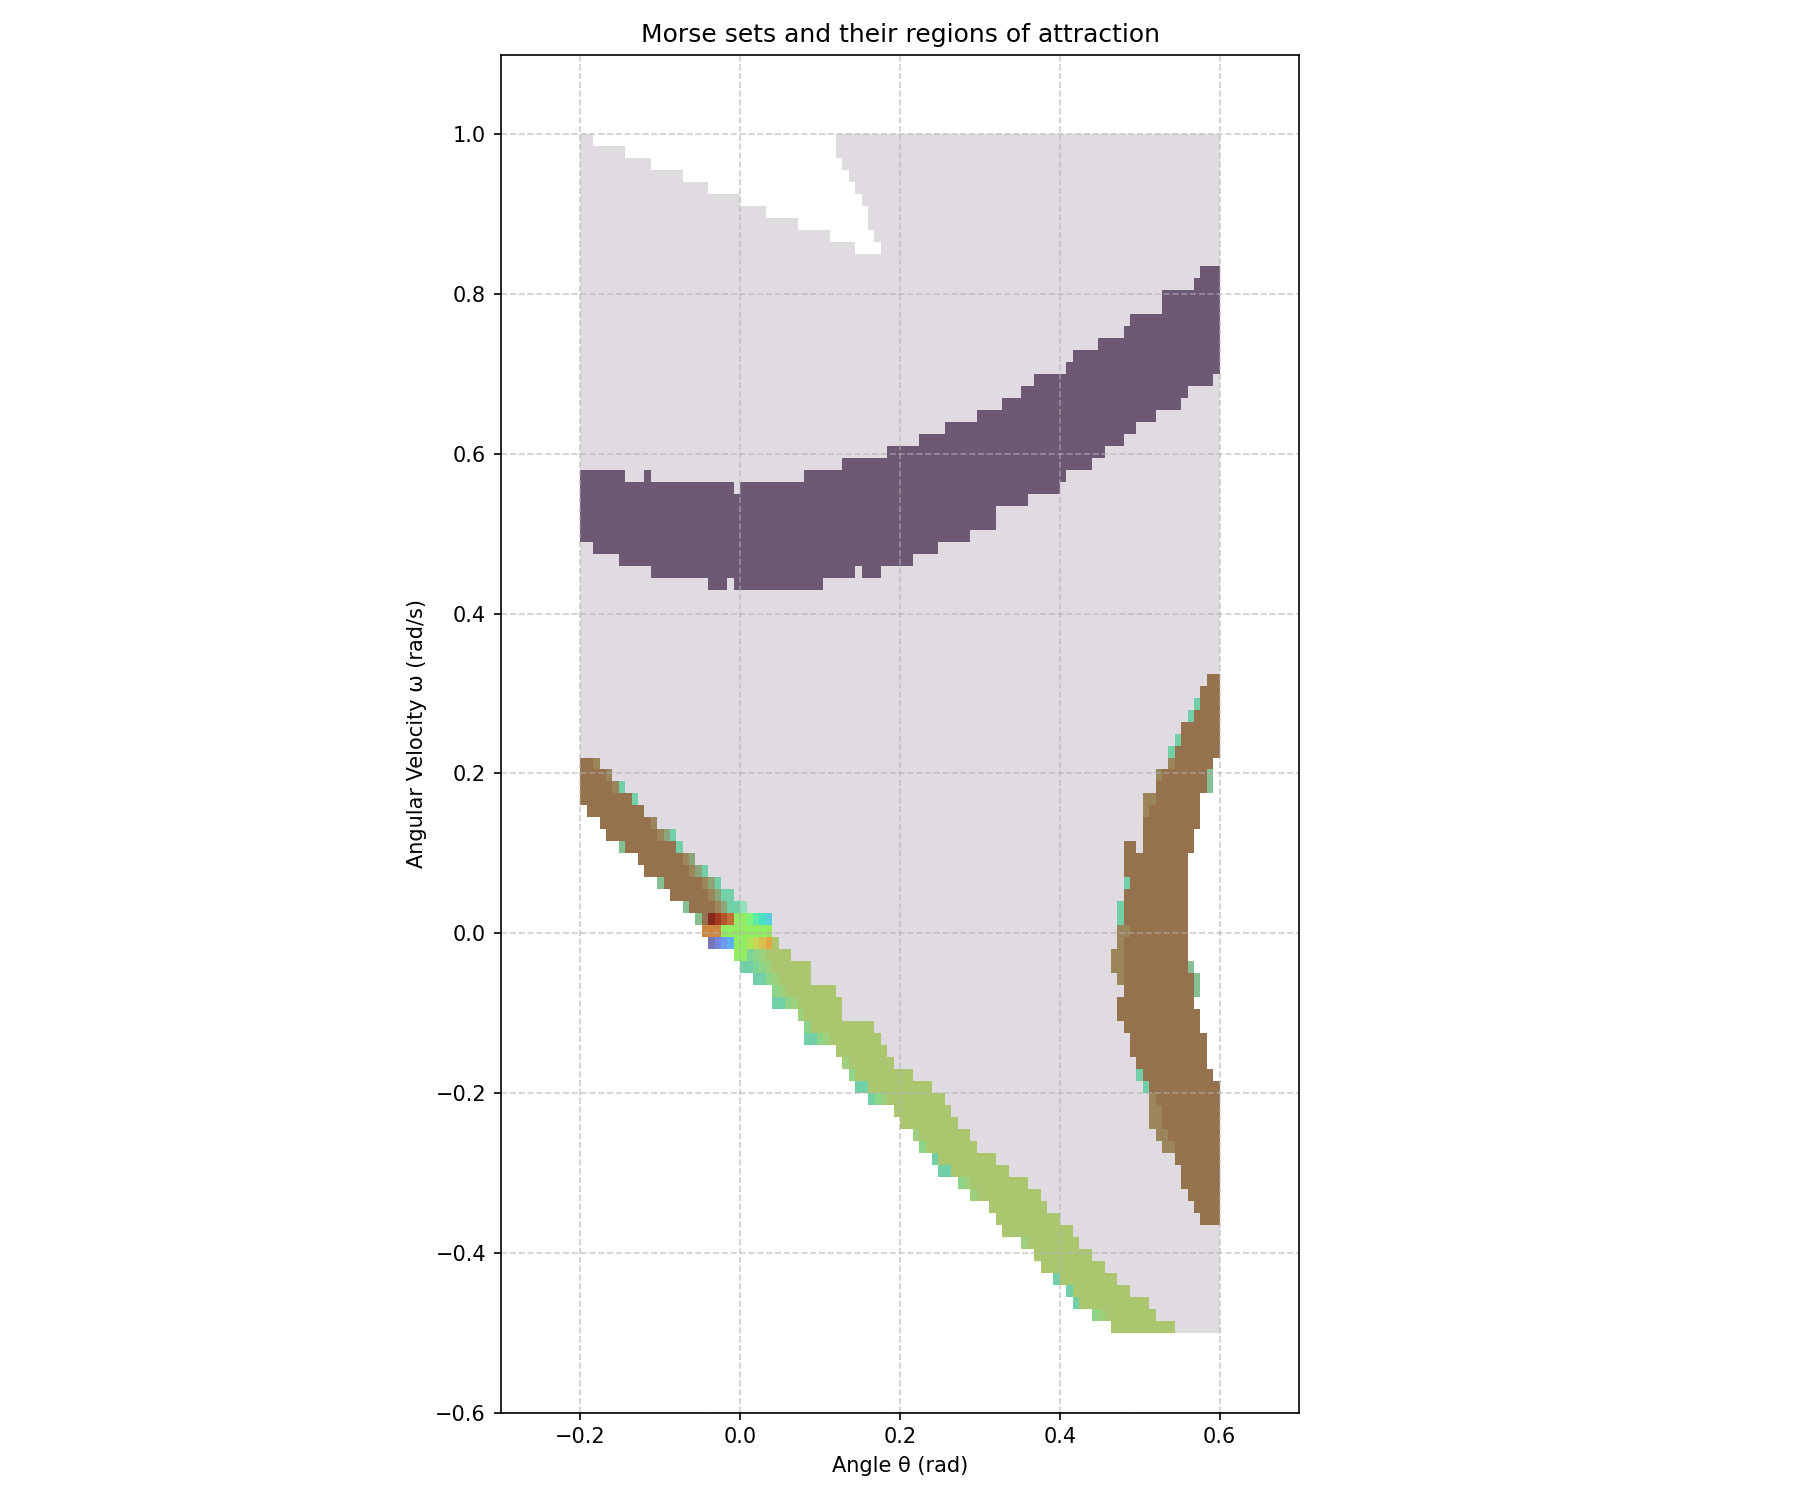 Morse sets and their regions of attraction
1.0
0.8
0.6
0.4
0.2
0.0
−0.2
−0.4
−0.6
Angular Velocity ω (rad/s)
−0.2 0.0 0.2 0.4 0.6
Angle θ (rad)